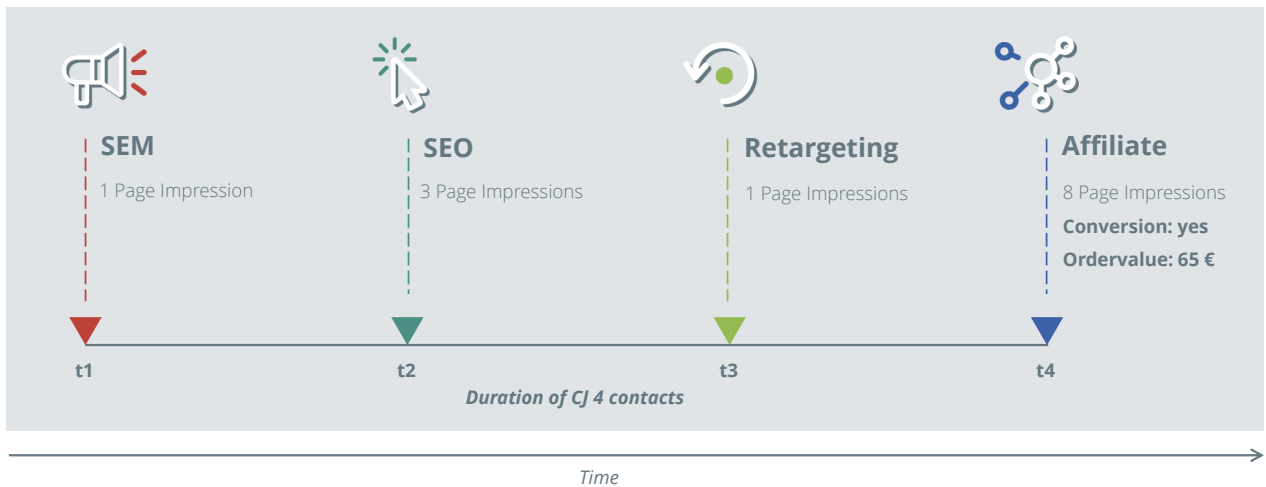 SEM
1 Page Impression
SEO
3 Page Impressions
Retargeting
1 Page Impressions
Affiliate
8 Page Impressions
Conversion: yes
Ordervalue: 65 €
t1
t2
t3
t4
Duration of CJ 4 contacts
Time